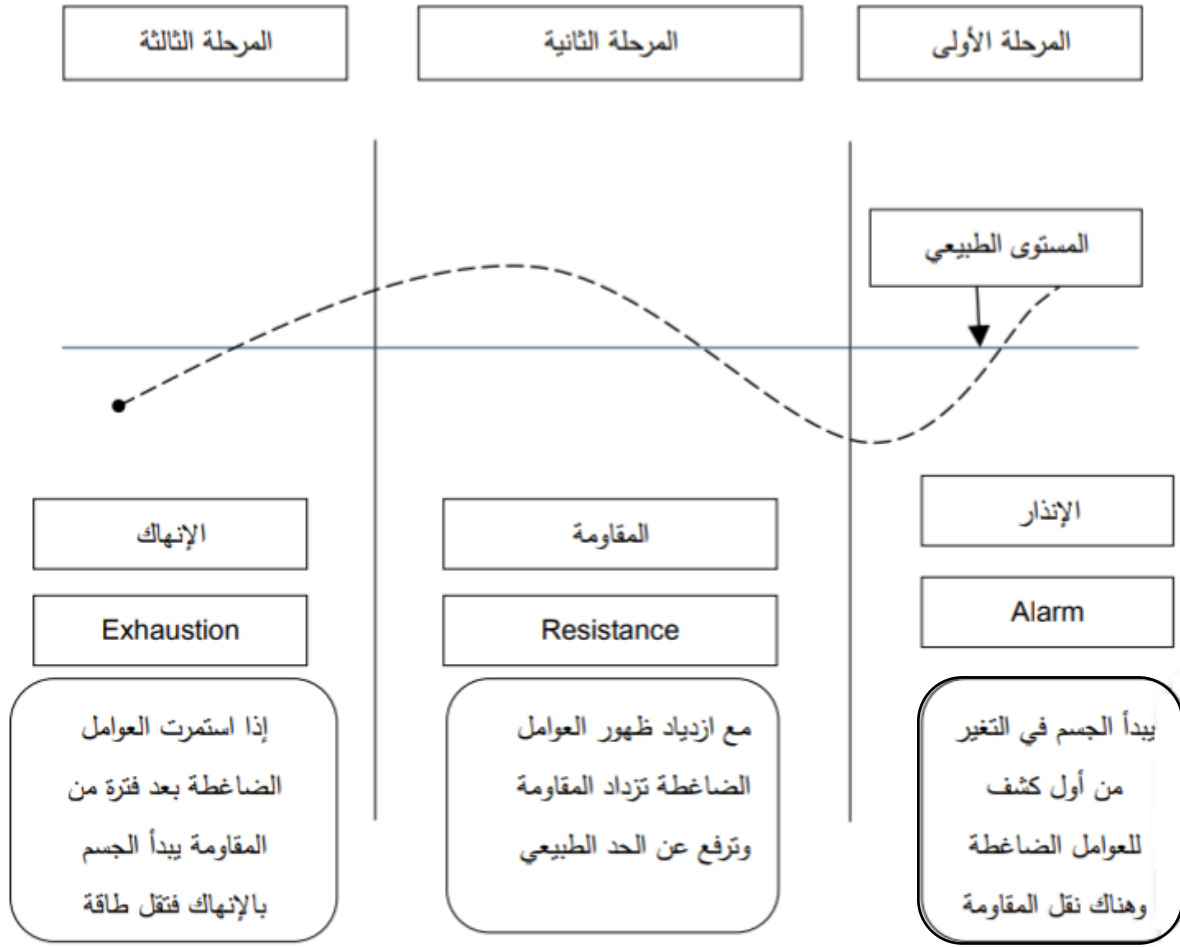 المرحلة الأولى
المرحلة الثانية
المرحلة الثالثة
المستوى الطبيعي
الإنذار
المقاومة
الإنهاك
Alarm
Resistance
Exhaustion
يبدأ الجسم في التغير
من أول كشف
للعوامل الضاغطة
وهناك نقل المقاومة
مع ازدياد ظهور العوامل
الضاغطة تزداد المقاومة
وترفع عن الحد الطبيعي
إذا استمرت العوامل
الضاغطة بعد فترة من
المقاومة يبدأ الجسم
بالإنهاك فتقل طاقة